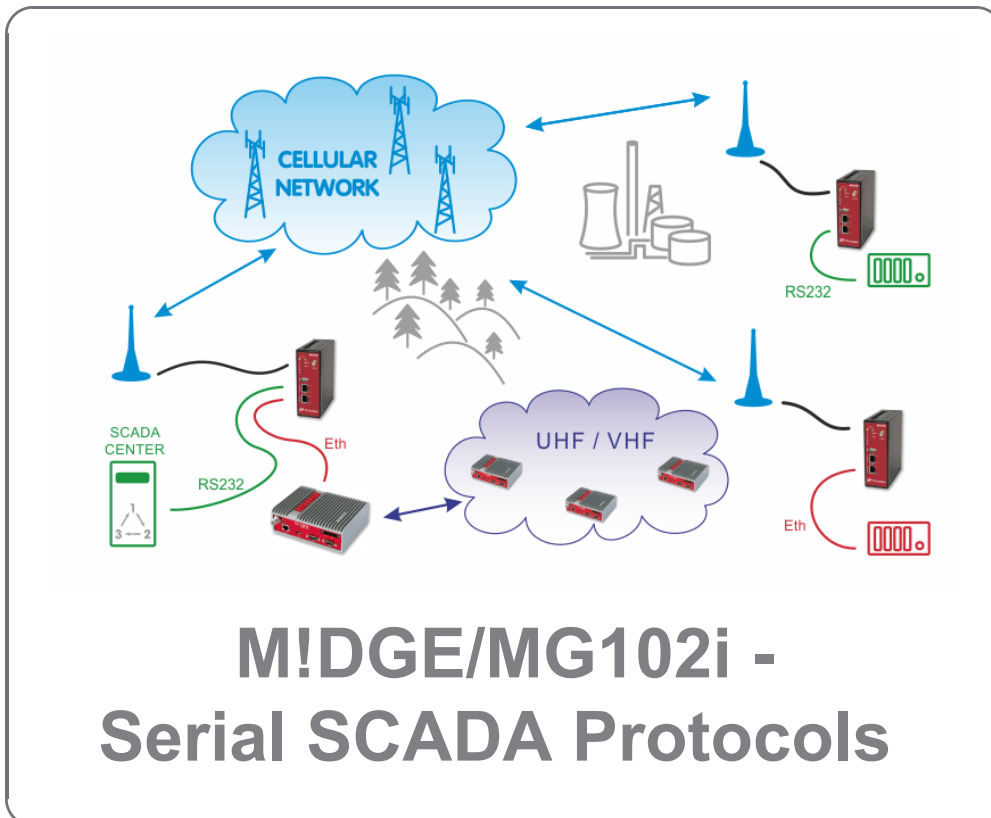 CELLULAR
NETWORK
RS232
SCADA
CENTER
1
3 2
RS232
Eth
UHF / VHF
Eth
M!DGE/MG102i -
Serial SCADA Protocols